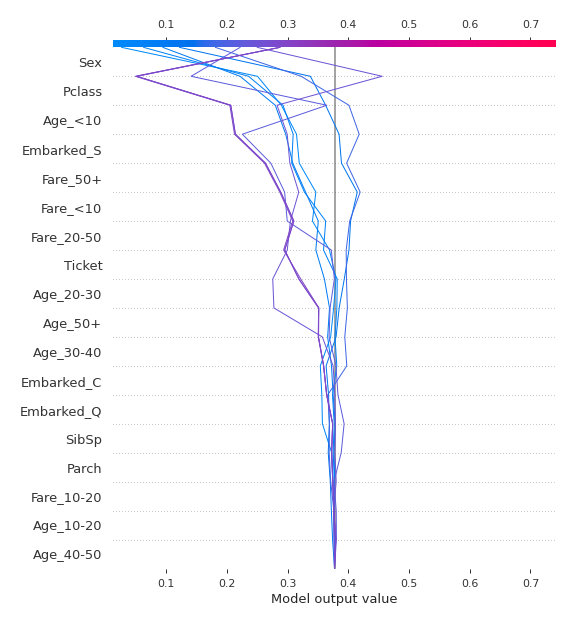 0.1 0.2 0.3 0.4 0.5 0.6 0.7
Sex
Pclass
Age_<10
Embarked_S
Fare_50+
Fare_<10
Fare_20-50
Ticket
Age_20-30
Age_50+
Age_30-40
Embarked_C
Embarked_Q
SibSp
Parch
Fare_10-20
Age_10-20
Age_40-50
0.1 0.2 0.3 0.4 0.5 0.6 0.7
Model output value